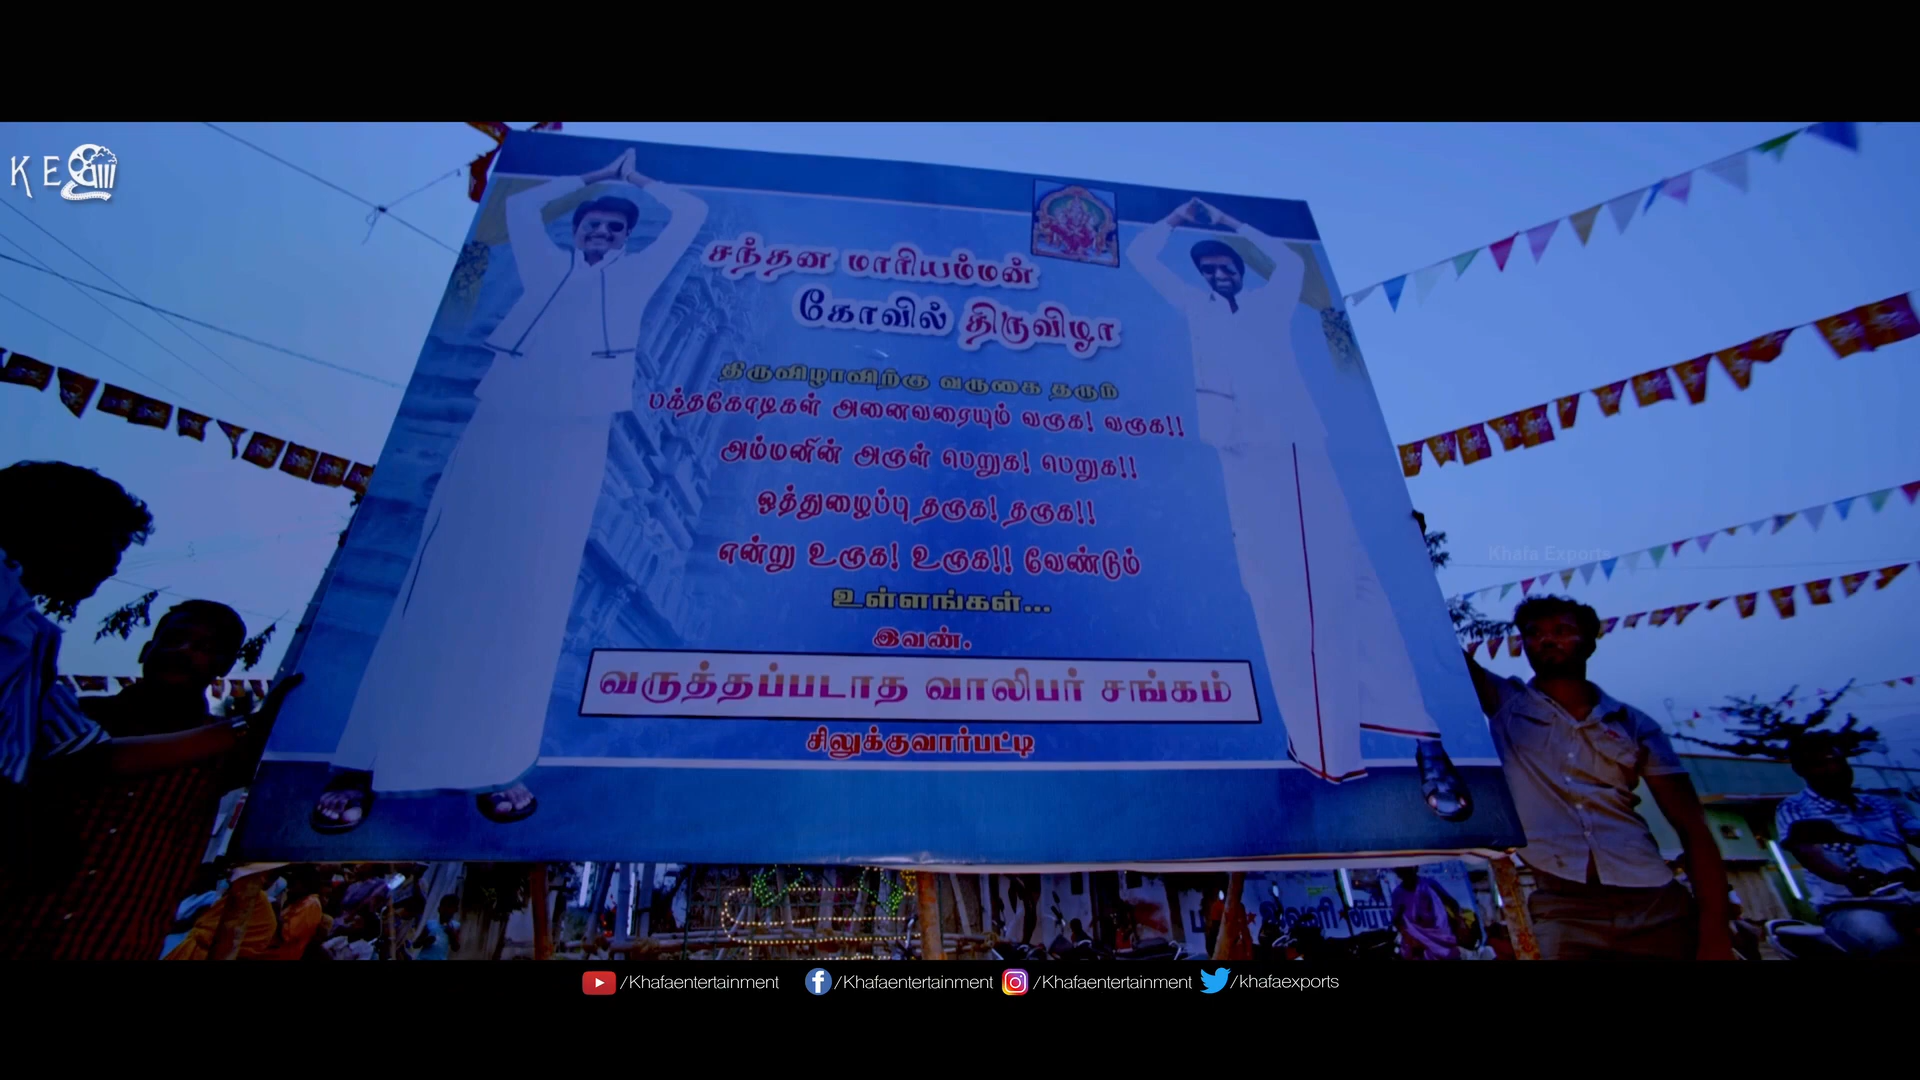 KE
சந்தன மாரியம்மன்
கோவில் திருவிழா
திருவிழாவிற்கு வருகை தரும்
பக்தகோடிகள் அனைவரையும் வருக! வருக!!
அம்மனின் அருள் பெறுக! பெறுக!!
ஒத்துழைப்பு தருக! தருக!!
என்று உருக! உருக!! வேண்டும்
உள்ளங்கள்...
இவண்.
வருத்தப்படாத வாலிபர் சங்கம்
சிலுக்குவார்பட்டி
Khafa Exports
/Khafaentertainment /Khafaentertainment /Khafaentertainment /khafaexports